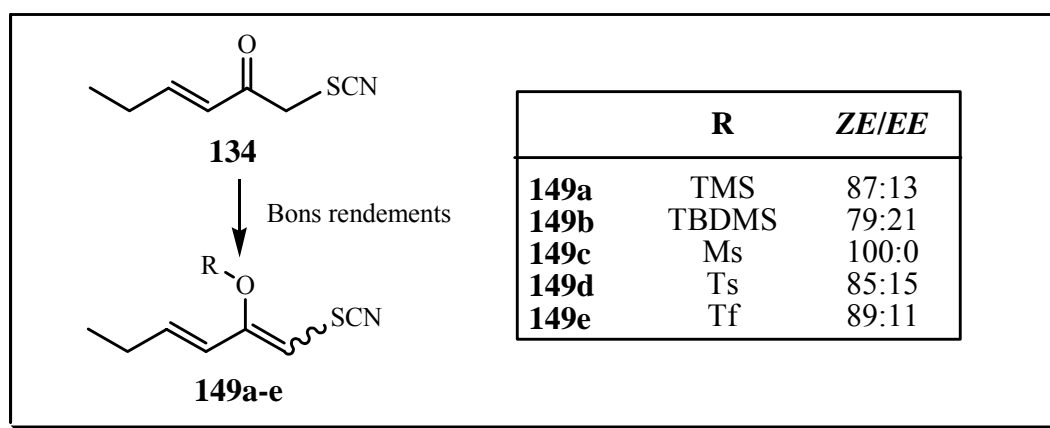 O
SCN
134
Bons rendements
R
O
SCN
149a-e
R ZE/EE
149a TMS 87:13
149b TBDMS 79:21
149c Ms 100:0
149d Ts 85:15
149e Tf 89:11